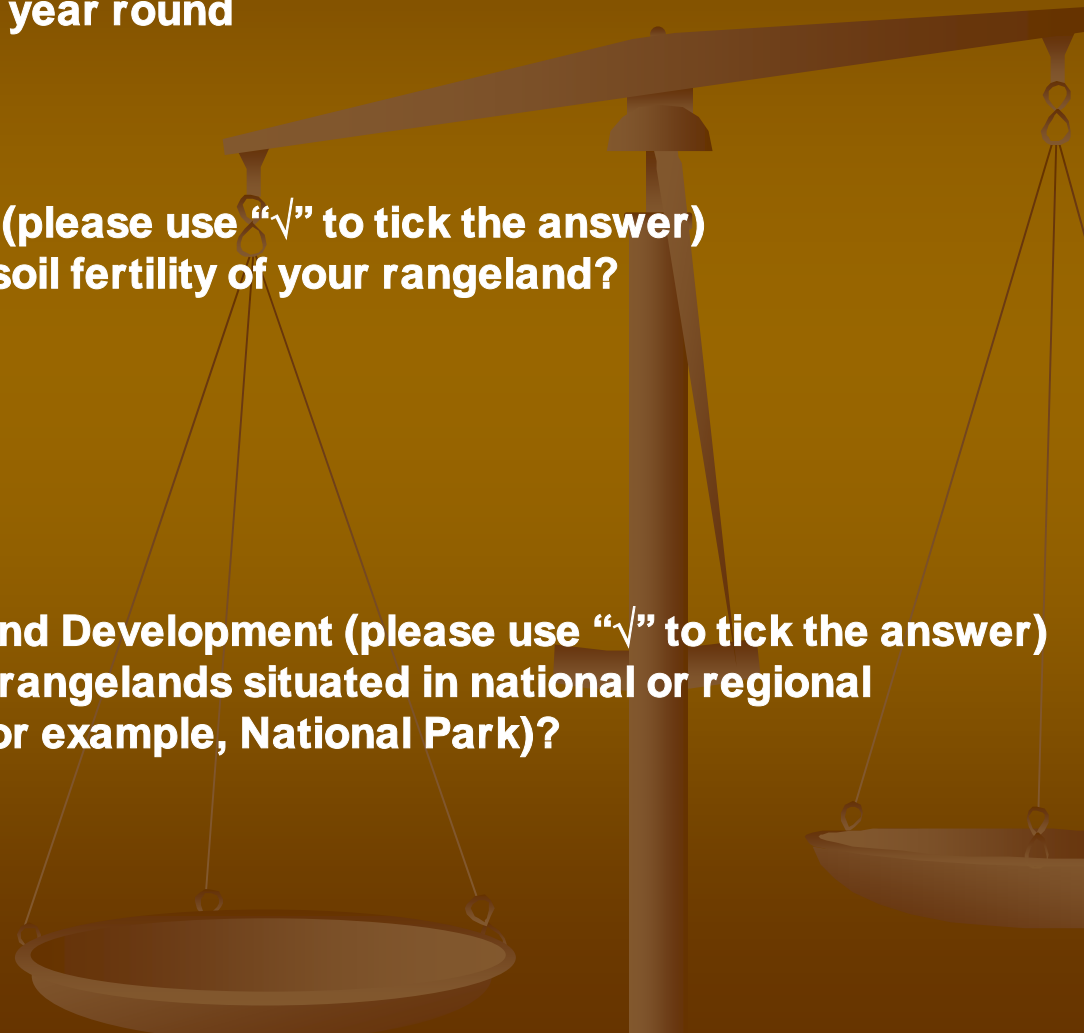 year round
(please use “√” to tick the answer)
soil fertility of your rangeland?
nd Development (please use “√” to tick the answer)
rangelands situated in national or regional
or example, National Park)?